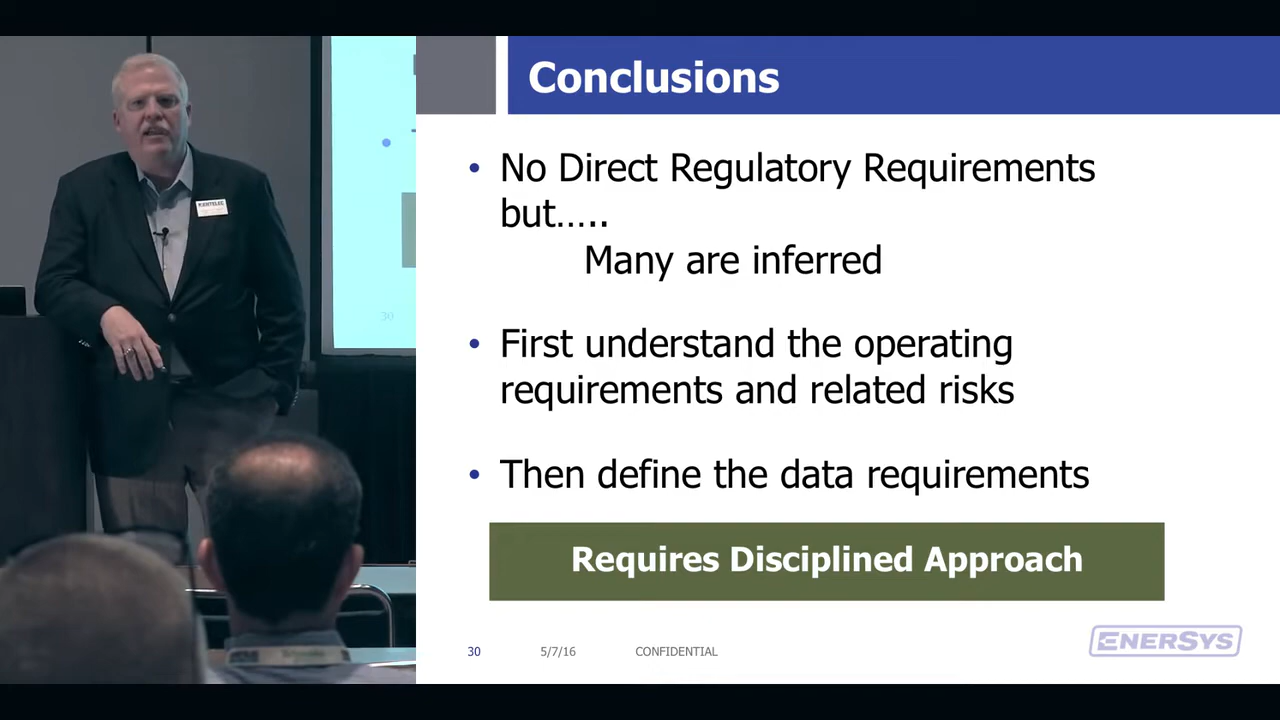 Conclusions
• No Direct Regulatory Requirements
but.....
Many are inferred
• First understand the operating
requirements and related risks
• Then define the data requirements
Requires Disciplined Approach
30
5/7/16
CONFIDENTIAL
ENERSYS
30